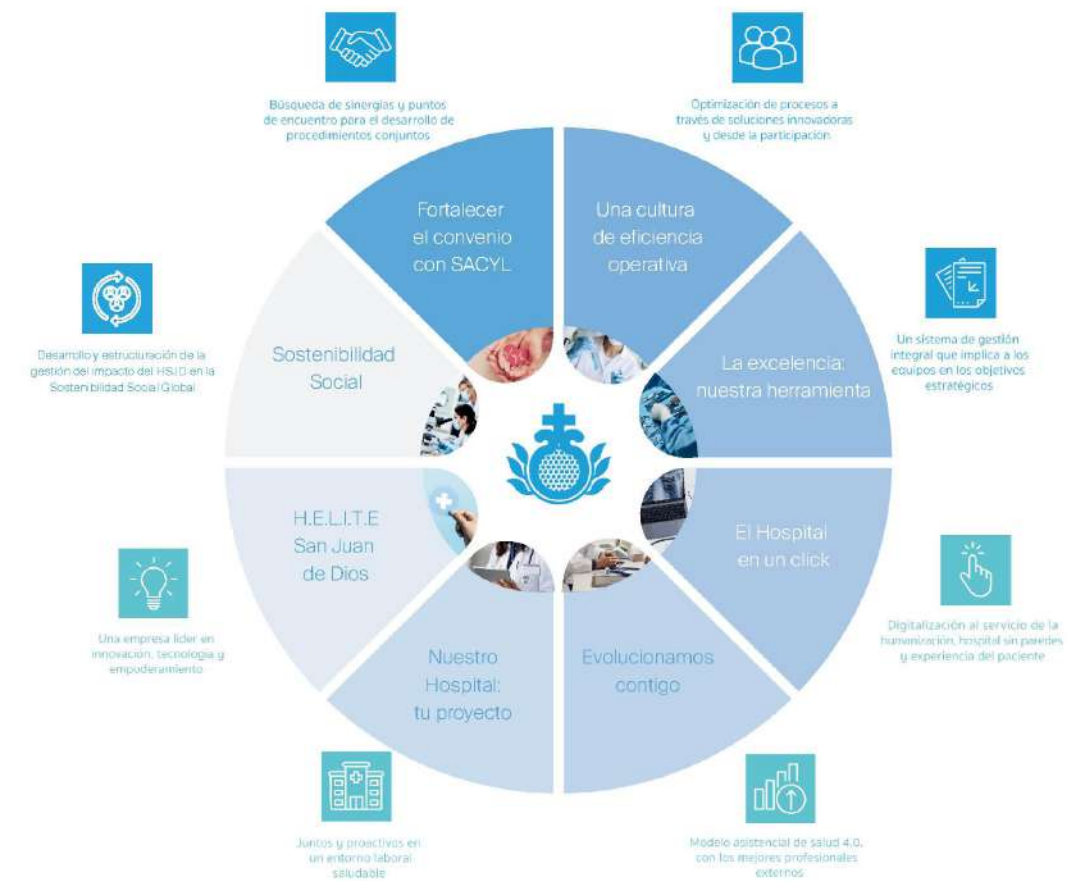 Búsqueda de sinergias y puntos
de encuentro para el desarrollo de
procedimientos conjuntos
Optimización de procesos a
través de soluciones innovadoras
y desde la participación
Fortalecer
el convenio
con SACYL
Una cultura
de eficiencia
operativa
Desarrollo y estructuración de la
gestión del impacto del HSJD en la
Sostenibilidad Social Global
Sostenibilidad
Social
La excelencia:
nuestra herramienta
Un sistema de gestión
integral que implica a los
equipos en los objetivos
estratégicos
H.E.L.I.T.E
San Juan
de Dios
El Hospital
en un click
Una empresa líder en
innovación, tecnología y
empoderamiento
Digitalización al servicio de la
humanización, hospital sin paredes
y experiencia del paciente
Nuestro
Hospital:
tu proyecto
Evolucionamos
contigo
Juntos y proactivos en
un entorno laboral
saludable
Modelo asistencial de salud 4.0,
con los mejores profesionales
externos